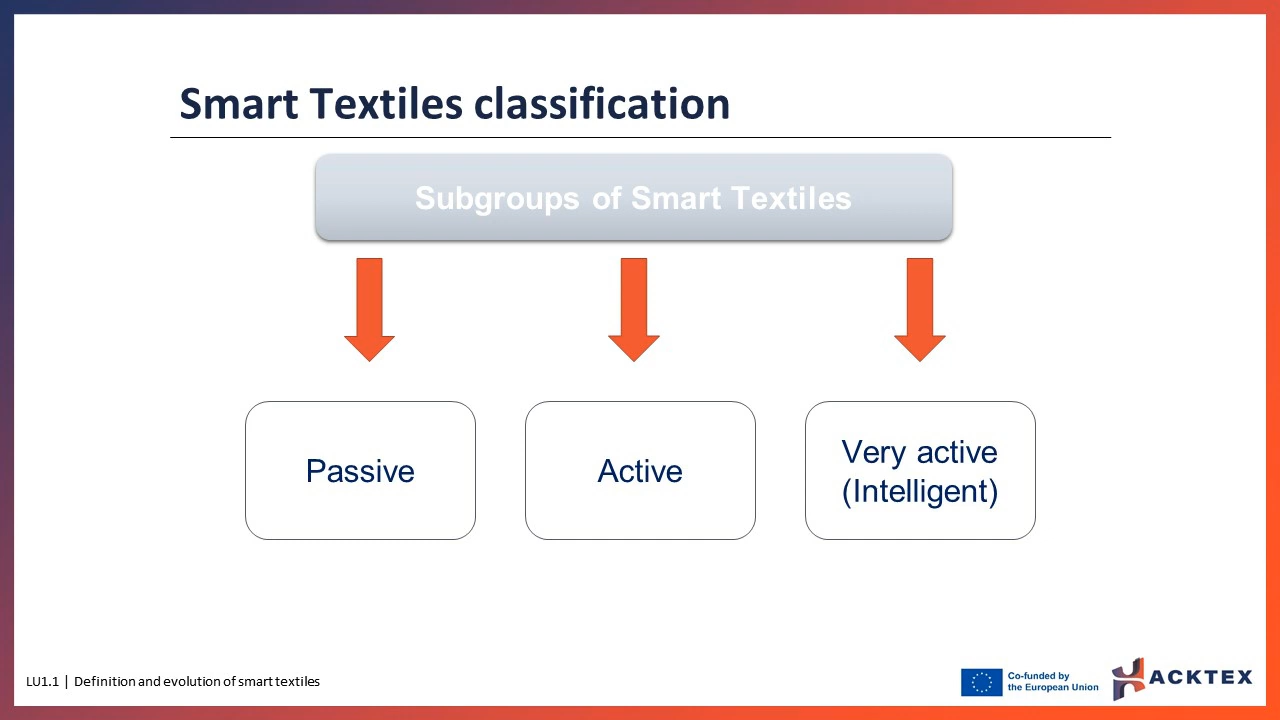 Smart Textiles classification
Subgroups of Smart Textiles
Passive
Active
Very active
(Intelligent)
LU1.1 | Definition and evolution of smart textiles
Co-funded by
the European Union
HACKTEX